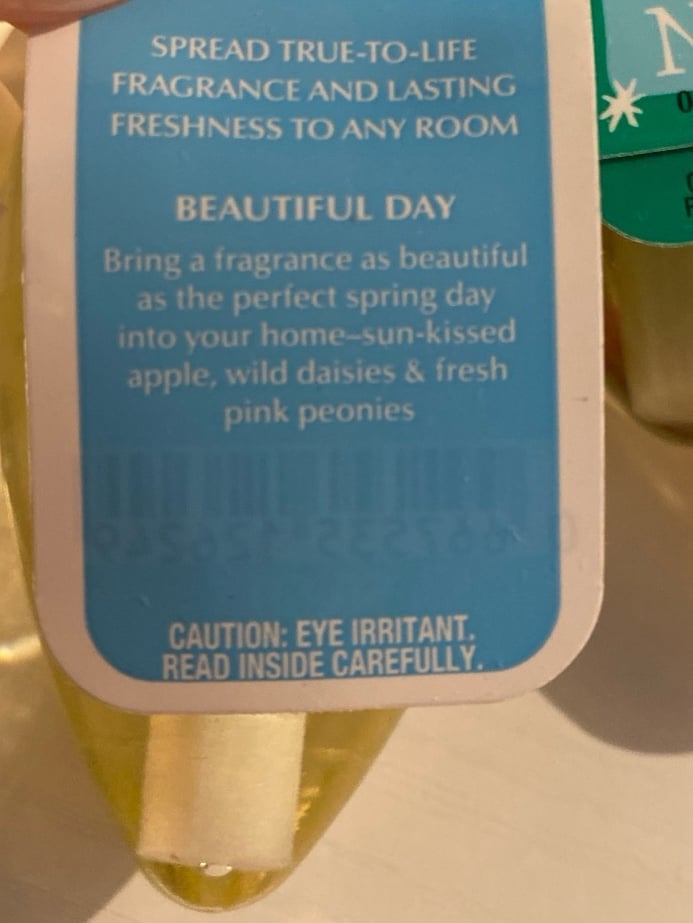 SPREAD TRUE-TO-LIFE
FRAGRANCE AND LASTING
FRESHNESS TO ANY ROOM
BEAUTIFUL DAY
Bring a fragrance as beautiful
as the perfect spring day
into your home–sun-kissed
apple, wild daisies & fresh
pink peonies
CAUTION: EYE IRRITANT.
READ INSIDE CAREFULLY.